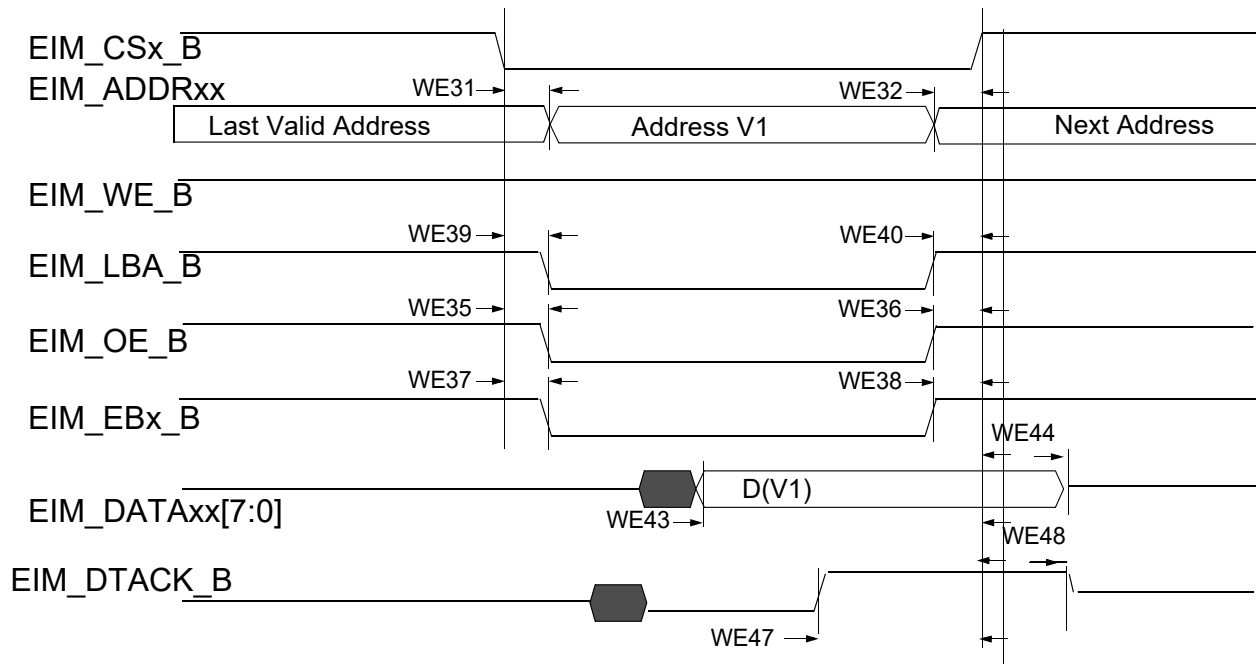 EIM_CSx_B
EIM_ADDRxx
WE31
WE32
Last Valid Address
Address V1
Next Address
EIM_WE_B
WE39
WE40
EIM_LBA_B
WE35
WE36
EIM_OE_B
WE37
WE38
EIM_EBx_B
WE44
D(V1)
EIM_DATAxx[7:0]
WE43
WE48
EIM_DTACK_B
WE47